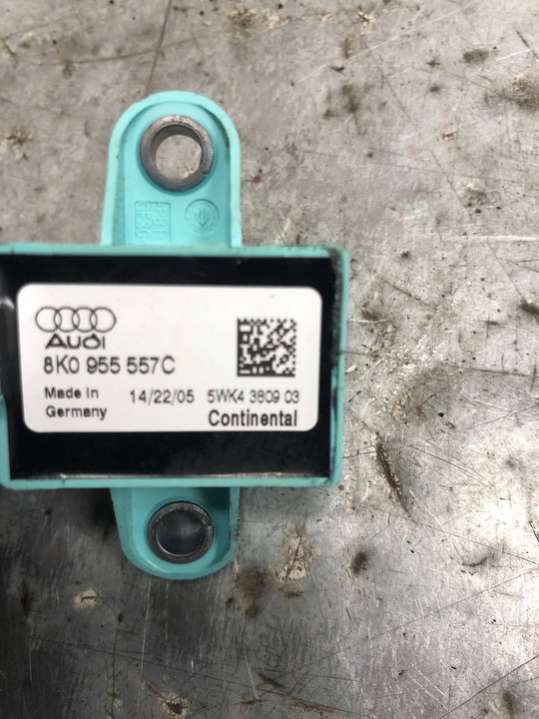 AUDI
8K0 955 557C
Made in
Germany
14/22/05 5WK4 3809 03
Continental